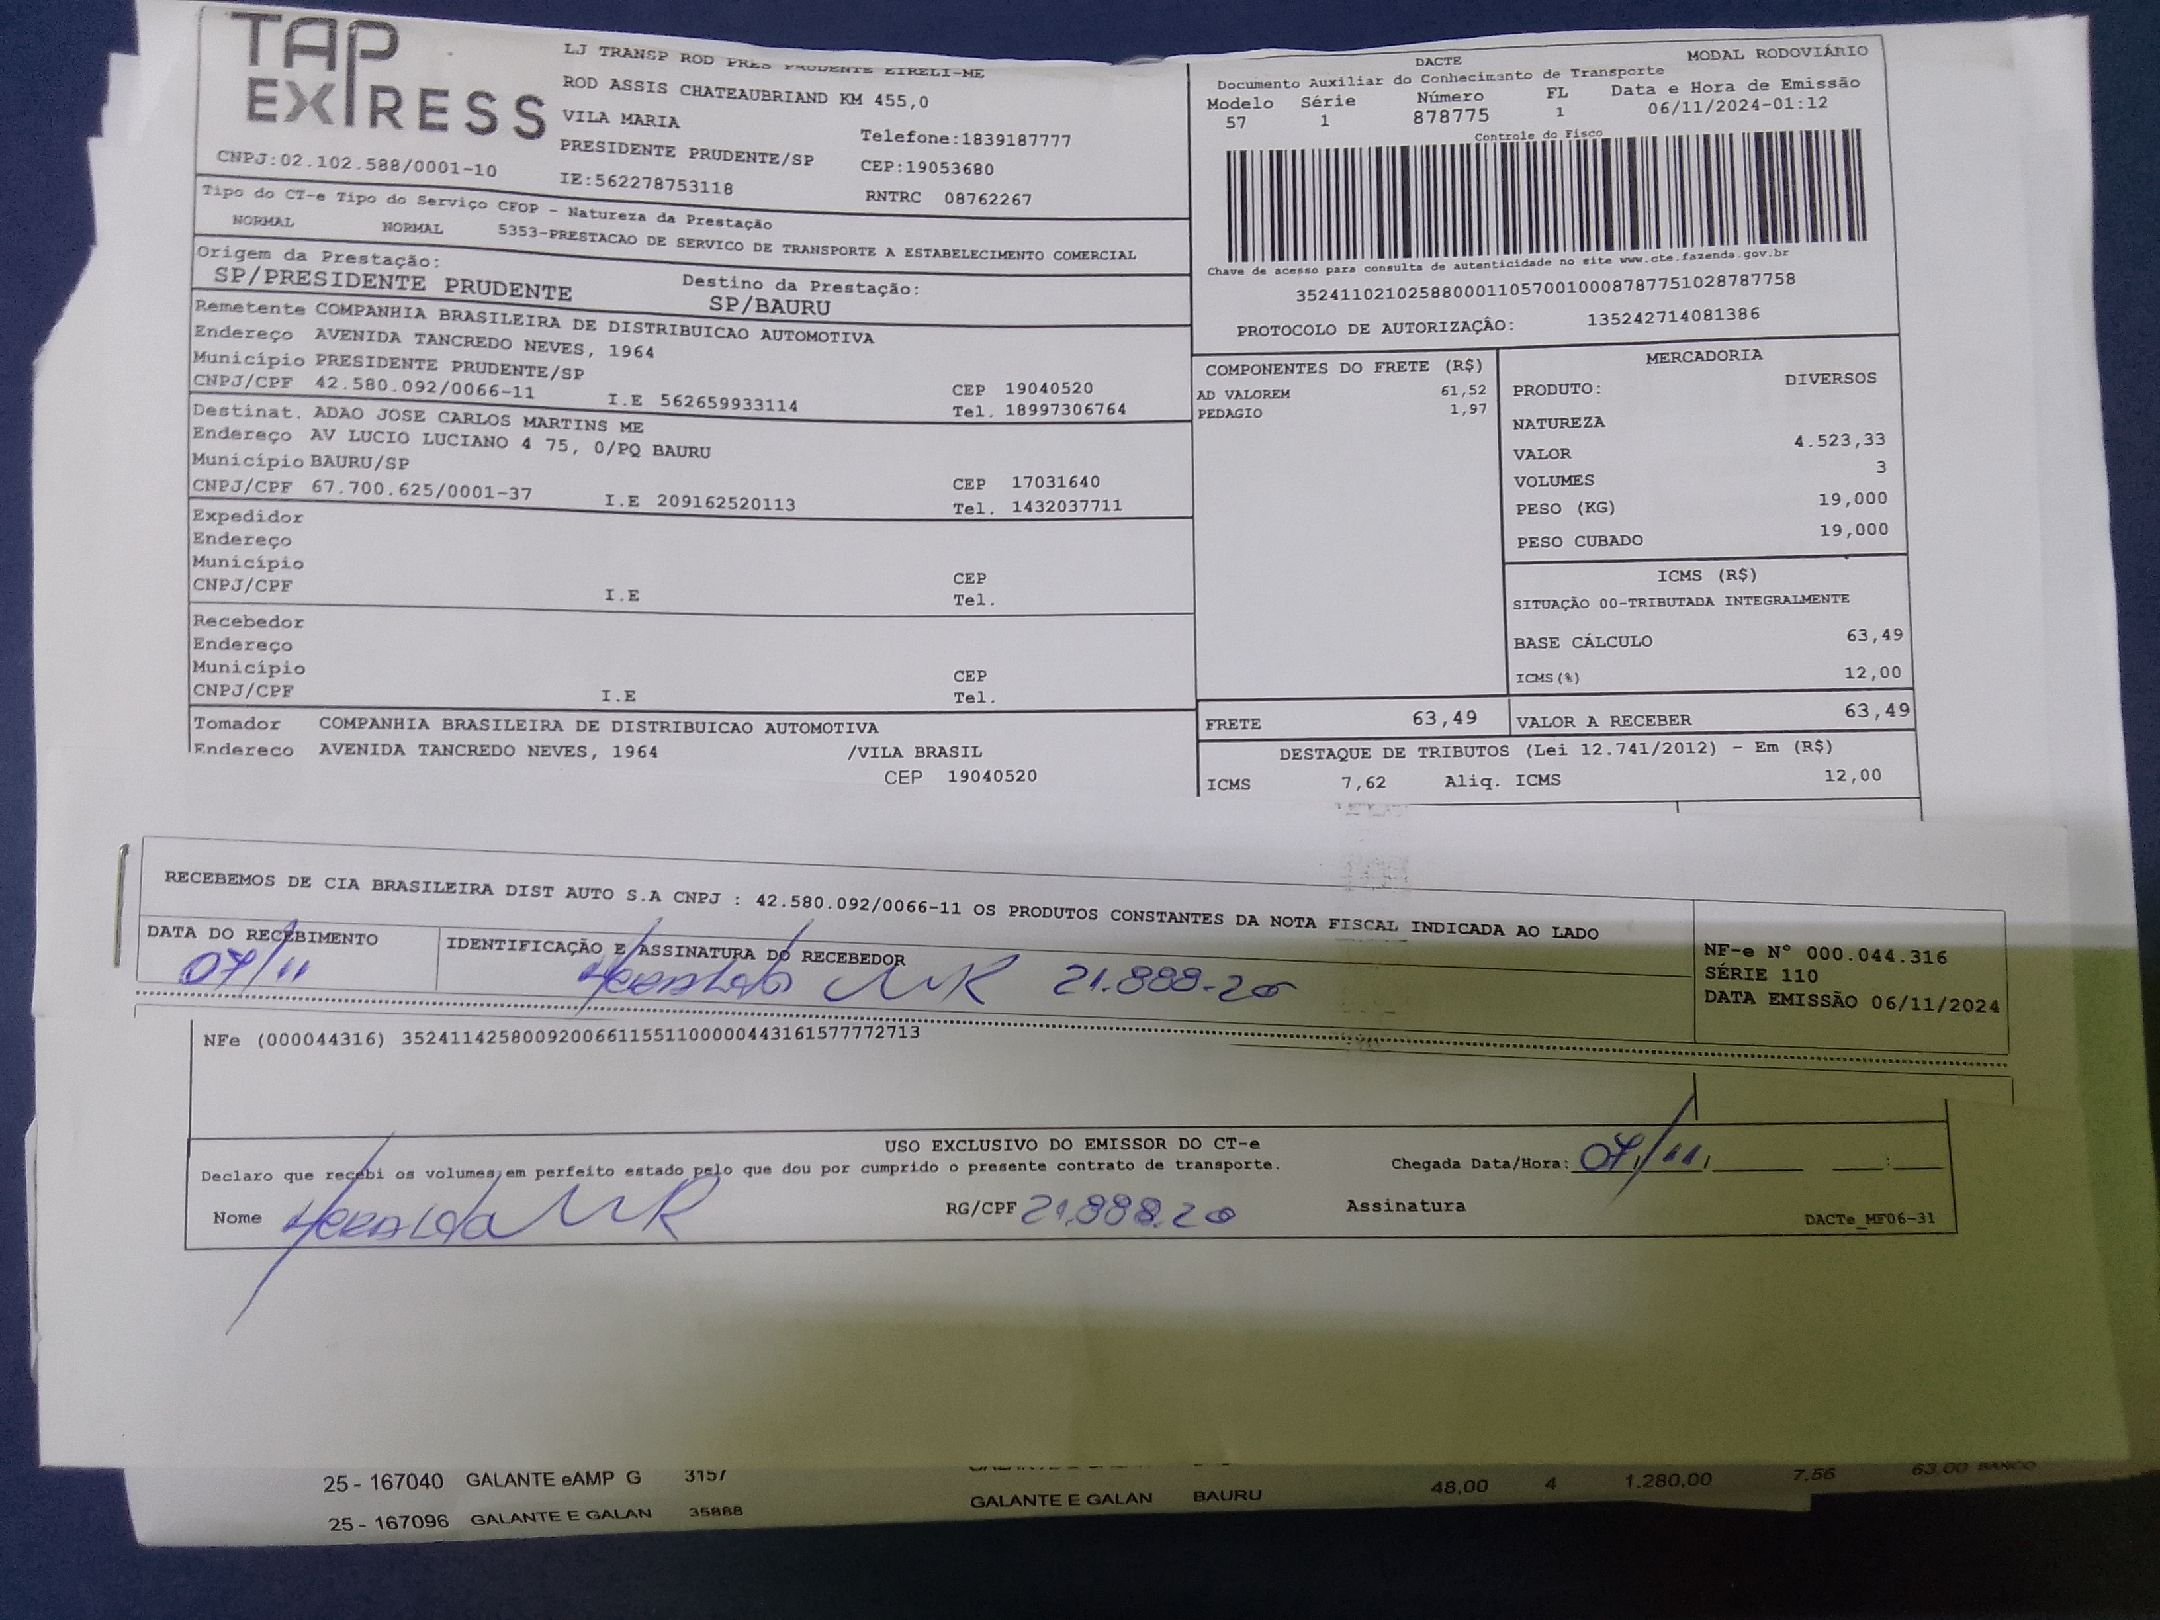 TAP
EXPRESS
CNPJ:02.102.588/0001-10
LJ TRANSP ROD PRES PRUDENTE EIRELI-ME
ROD ASSIS CHATEAUBRIAND KM 455,0
VILA MARIA
Telefone:1839187777
PRESIDENTE PRUDENTE/SP
CEP:19053680
IE:562278753118
RNTRC 08762267
Tipo do CT-e Tipo do Serviço CFOP - Natureza da Prestação
NORMAL NORMAL 5353-PRESTACAO DE SERVICO DE TRANSPORTE A ESTABELECIMENTO COMERCIAL
Origem da Prestação: Destino da Prestação:
SP/PRESIDENTE PRUDENTE SP/BAURU
Remetente COMPANHIA BRASILEIRA DE DISTRIBUICAO AUTOMOTIVA
Endereço AVENIDA TANCREDO NEVES, 1964
Município PRESIDENTE PRUDENTE/SP CEP 19040520
CNPJ/CPF 42.580.092/0066-11 I.E 562659933114 Tel. 18997306764
Destinat. ADAO JOSE CARLOS MARTINS ME
Endereço AV LUCIO LUCIANO 4 75, 0/PQ BAURU
Município BAURU/SP CEP 17031640
CNPJ/CPF 67.700.625/0001-37 I.E 209162520113 Tel. 1432037711
Expedidor
Endereço
Município CEP
CNPJ/CPF I.E Tel.
Recebedor
Endereço
Município CEP
CNPJ/CPF I.E Tel.
Tomador COMPANHIA BRASILEIRA DE DISTRIBUICAO AUTOMOTIVA
Endereco AVENIDA TANCREDO NEVES, 1964 /VILA BRASIL
CEP 19040520
DACTE MODAL RODOVIÁRIO
Documento Auxiliar do Conhecimento de Transporte
Modelo Série Número FL Data e Hora de Emissão
57 1 878775 1 06/11/2024-01:12
Controle do Fisco
Chave de acesso para consulta de autenticidade no site www.cte.fazenda.gov.br
35241102102588000110570010008787751028787758
PROTOCOLO DE AUTORIZAÇÃO: 135242714081386
COMPONENTES DO FRETE (R$)
AD VALOREM 61,52
PEDAGIO 1,97
MERCADORIA
PRODUTO: DIVERSOS
NATUREZA
VALOR 4.523,33
VOLUMES 3
PESO (KG) 19,000
PESO CUBADO 19,000
ICMS (R$)
SITUAÇÃO 00-TRIBUTADA INTEGRALMENTE
BASE CÁLCULO 63,49
ICMS(%) 12,00
FRETE 63,49 VALOR A RECEBER 63,49
DESTAQUE DE TRIBUTOS (Lei 12.741/2012) - Em (R$)
ICMS 7,62 Aliq. ICMS 12,00
RECEBEMOS DE CIA BRASILEIRA DIST AUTO S.A CNPJ : 42.580.092/0066-11 OS PRODUTOS CONSTANTES DA NOTA FISCAL INDICADA AO LADO
DATA DO RECEBIMENTO IDENTIFICAÇÃO E ASSINATURA DO RECEBEDOR
07/11 21.888.20
NF-e N° 000.044.316
SÉRIE 110
DATA EMISSÃO 06/11/2024
NFe (000044316) 35241142580092006611551100000443161577772713
USO EXCLUSIVO DO EMISSOR DO CT-e
Declaro que recebi os volumes em perfeito estado pelo que dou por cumprido o presente contrato de transporte. Chegada Data/Hora: 07/11
Nome RG/CPF 21.888.20 Assinatura
DACTe_MF06-31
25 - 167040 GALANTE eAMP G 3157 48,00 4 1.280,00 7,56 63,00 BANCO
25 - 167096 GALANTE E GALAN 35888 GALANTE E GALAN BAURU